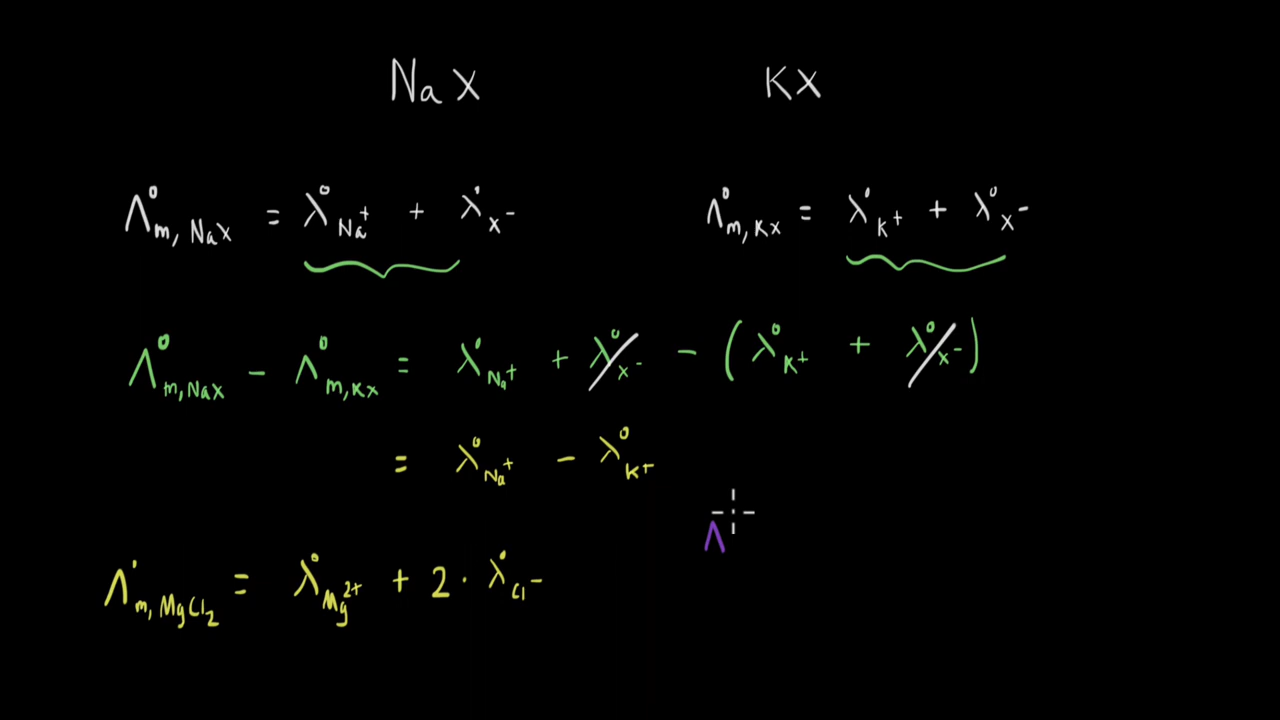 NaX KX
Λ°m, NaX = λ°Na+ + λ°X- Λ°m, KX = λ°K+ + λ°X-
Λ°m, NaX - Λ°m, KX = λ°Na+ + λ°X- - (λ°K+ + λ°X-)
= λ°Na+ - λ°K+
Λ
Λ°m, MgCl2 = λ°Mg2+ + 2 · λ°Cl-